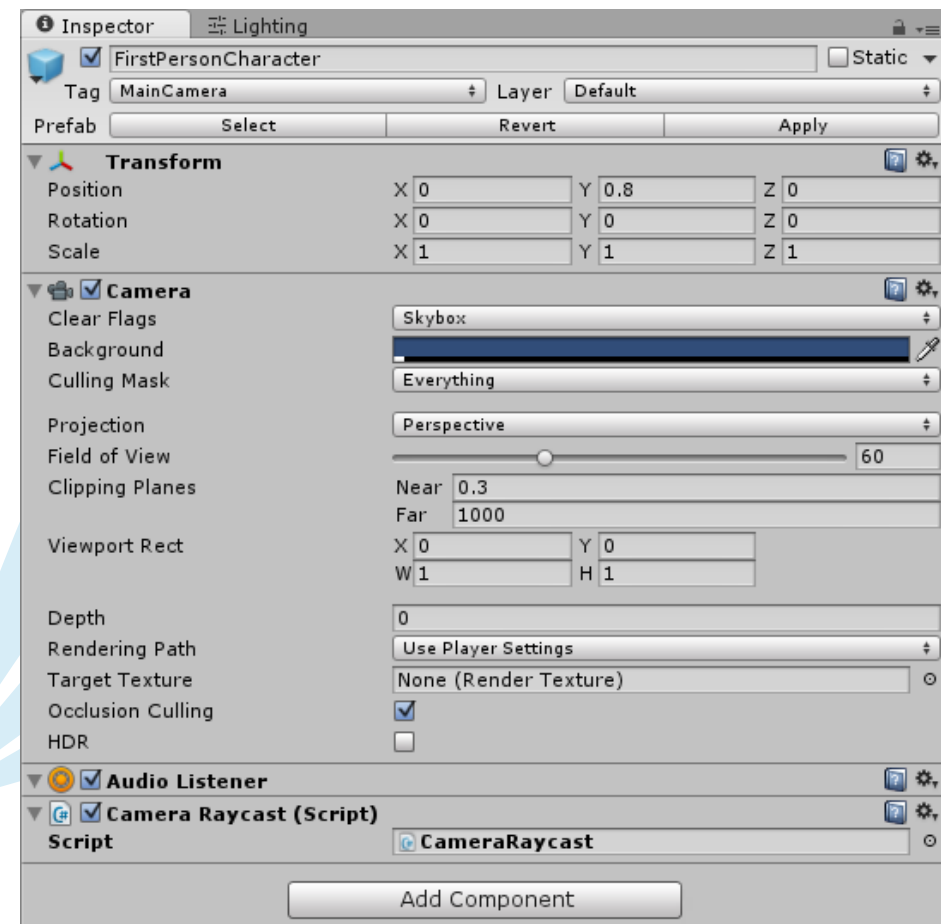 Inspector Lighting
FirstPersonCharacter Static
Tag MainCamera Layer Default
Prefab Select Revert Apply
Transform
Position X 0 Y 0.8 Z 0
Rotation X 0 Y 0 Z 0
Scale X 1 Y 1 Z 1
Camera
Clear Flags Skybox
Background
Culling Mask Everything
Projection Perspective
Field of View 60
Clipping Planes Near 0.3
Far 1000
Viewport Rect X 0 Y 0
W 1 H 1
Depth 0
Rendering Path Use Player Settings
Target Texture None (Render Texture)
Occlusion Culling
HDR
Audio Listener
Camera Raycast (Script)
Script CameraRaycast
Add Component